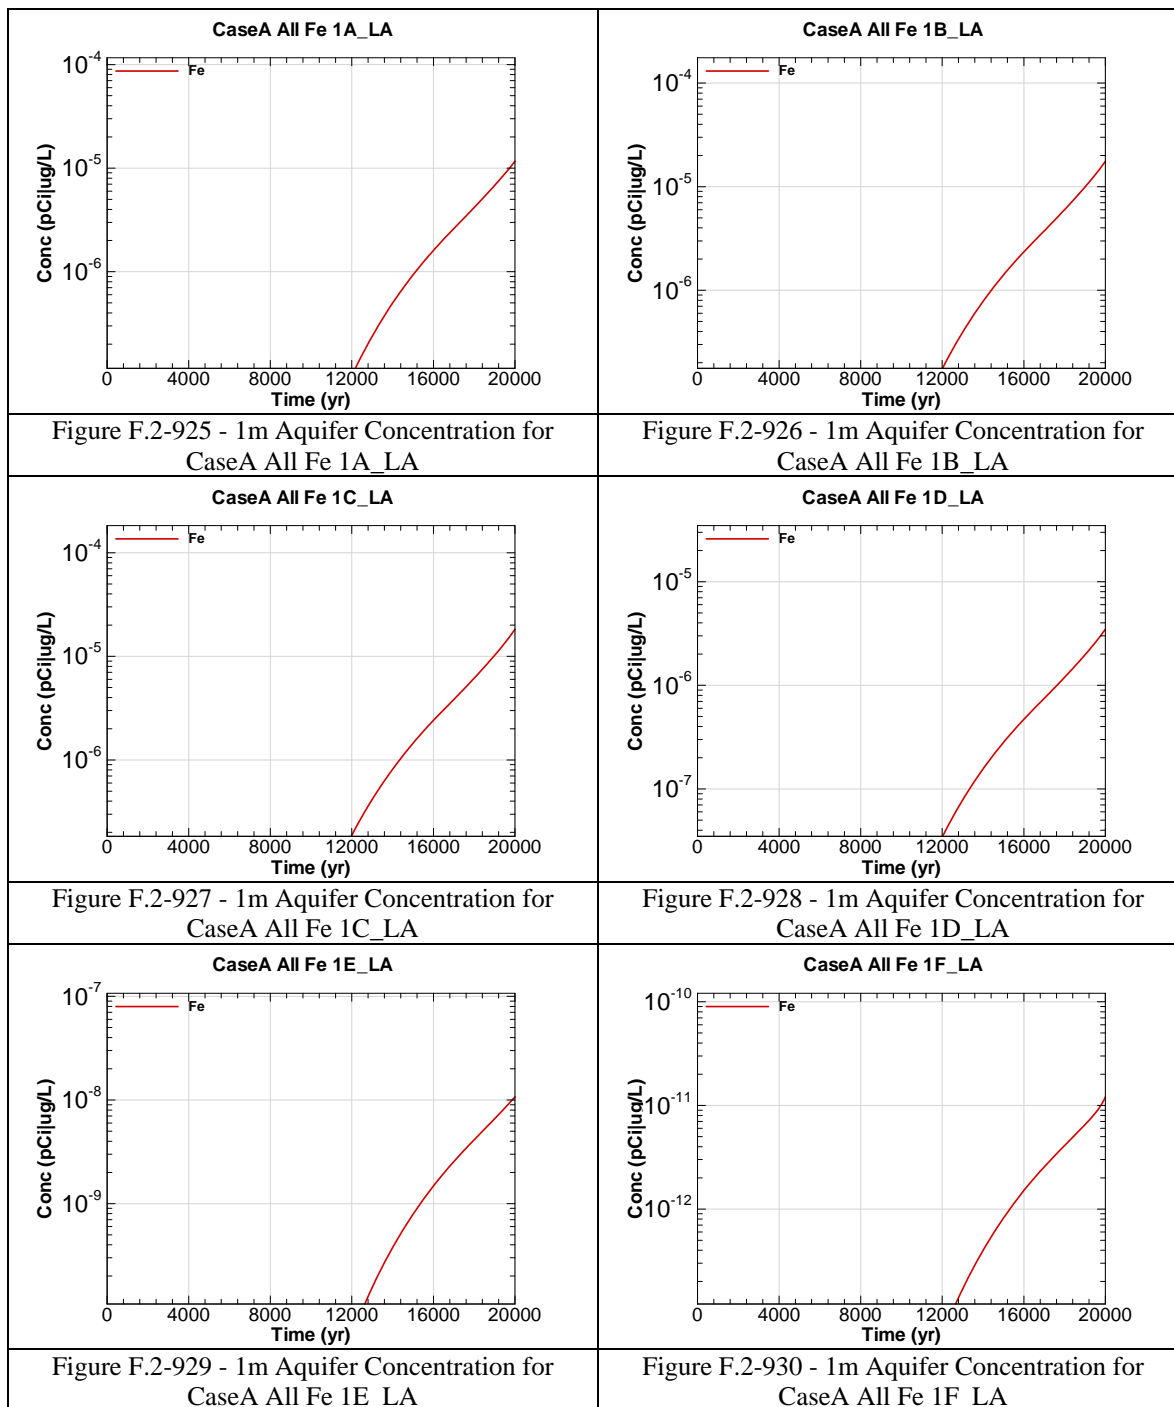 CaseA All Fe 1A_LA
Fe
10-4
10-5
10-6
Conc (pCi|ug/L)
0 4000 8000 12000 16000 20000
Time (yr)
Figure F.2-925 - 1m Aquifer Concentration for
CaseA All Fe 1A_LA
CaseA All Fe 1B_LA
Fe
10-4
10-5
10-6
Conc (pCi|ug/L)
0 4000 8000 12000 16000 20000
Time (yr)
Figure F.2-926 - 1m Aquifer Concentration for
CaseA All Fe 1B_LA
CaseA All Fe 1C_LA
Fe
10-4
10-5
10-6
Conc (pCi|ug/L)
0 4000 8000 12000 16000 20000
Time (yr)
Figure F.2-927 - 1m Aquifer Concentration for
CaseA All Fe 1C_LA
CaseA All Fe 1D_LA
Fe
10-5
10-6
10-7
Conc (pCi|ug/L)
0 4000 8000 12000 16000 20000
Time (yr)
Figure F.2-928 - 1m Aquifer Concentration for
CaseA All Fe 1D_LA
CaseA All Fe 1E_LA
Fe
10-7
10-8
10-9
Conc (pCi|ug/L)
0 4000 8000 12000 16000 20000
Time (yr)
Figure F.2-929 - 1m Aquifer Concentration for
CaseA All Fe 1E_LA
CaseA All Fe 1F_LA
Fe
10-10
10-11
10-12
Conc (pCi|ug/L)
0 4000 8000 12000 16000 20000
Time (yr)
Figure F.2-930 - 1m Aquifer Concentration for
CaseA All Fe 1F_LA